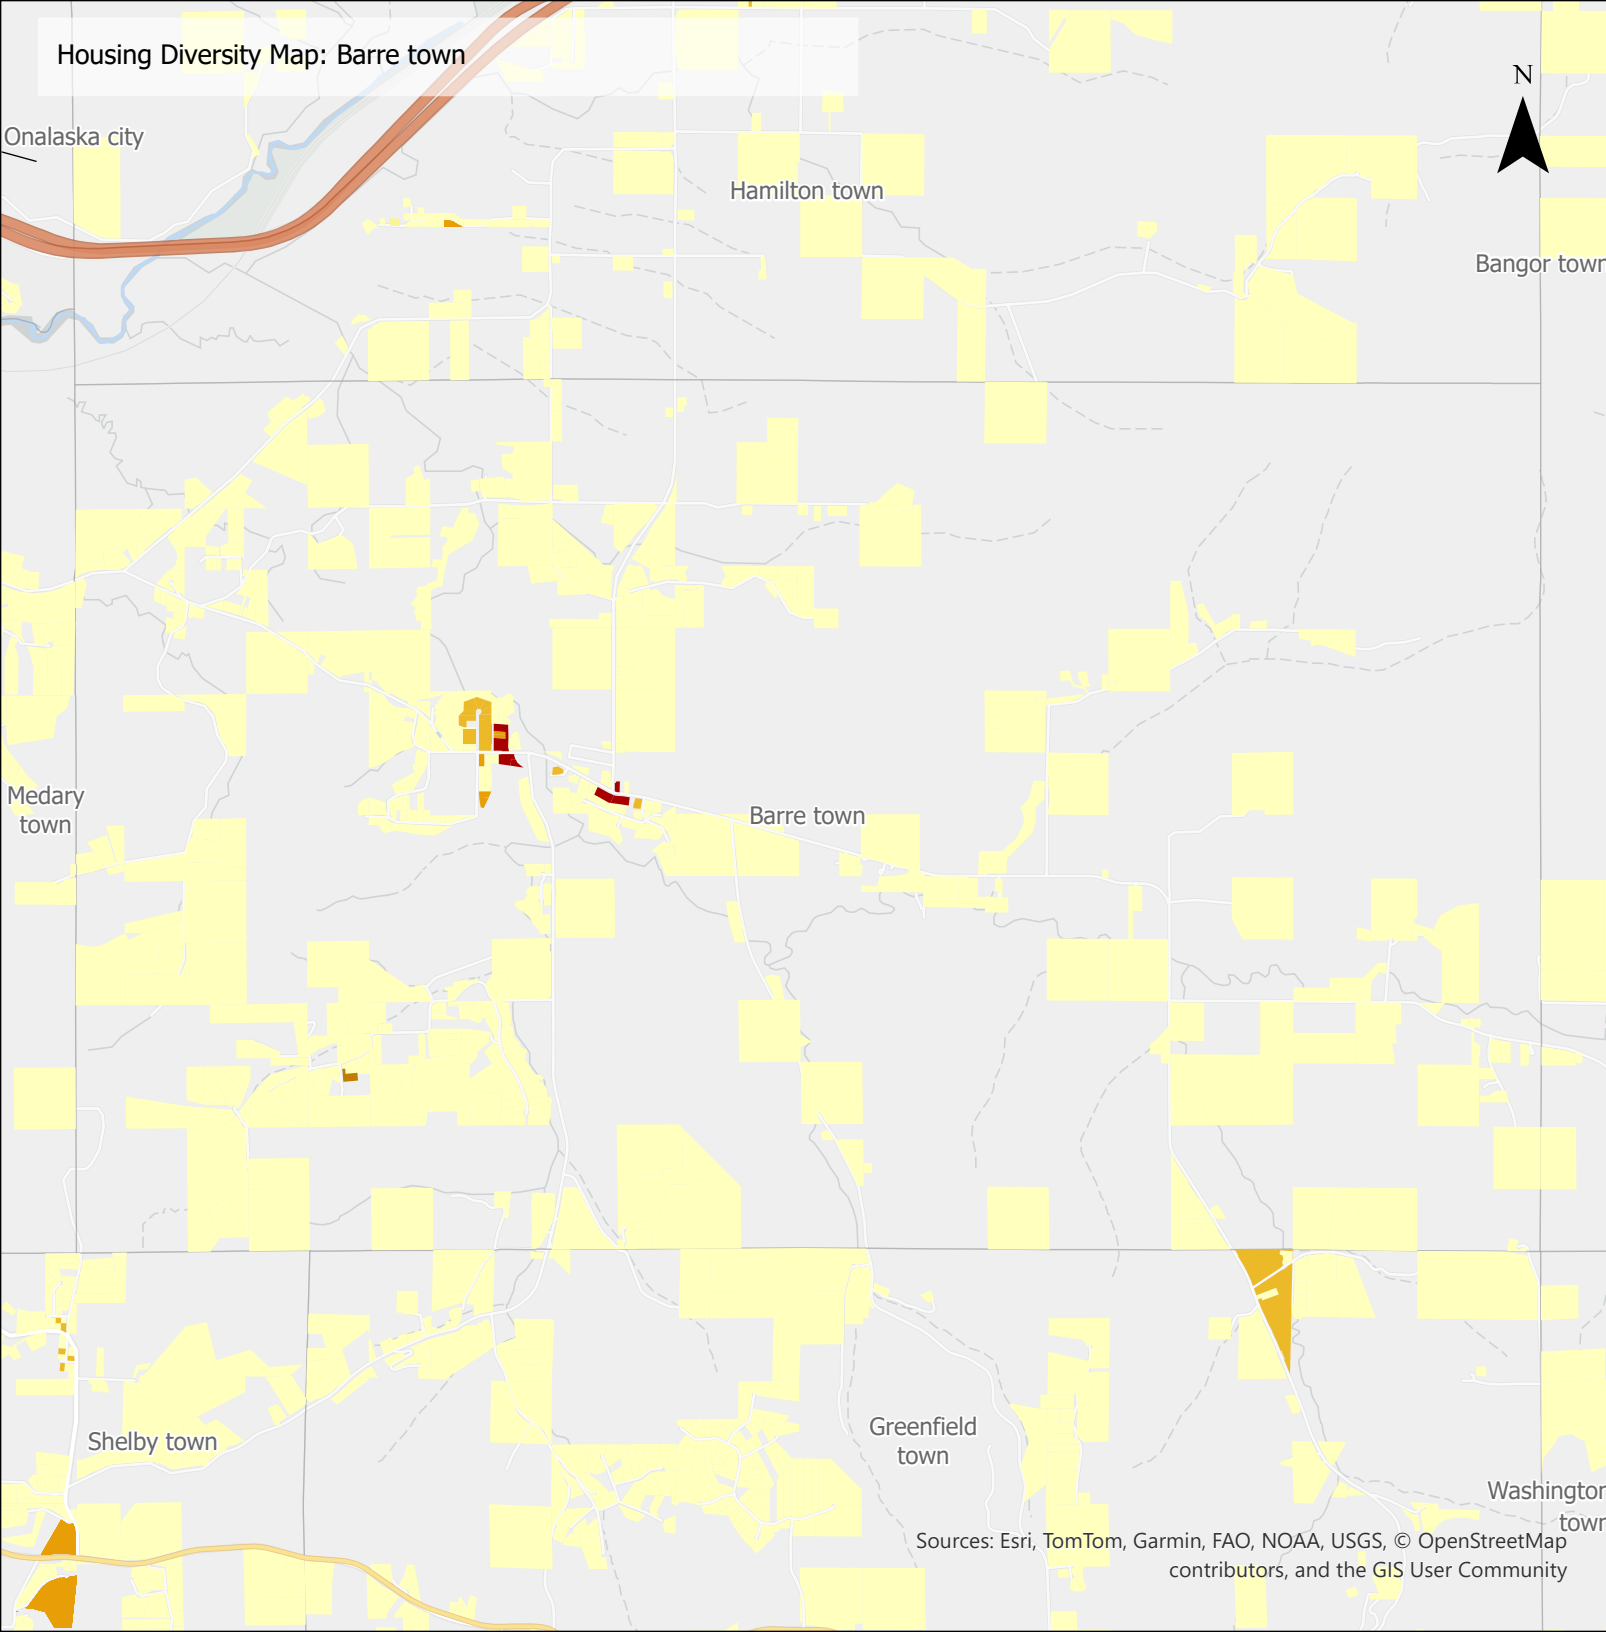 Housing Diversity Map: Barre town
N
Onalaska city
Hamilton town
Bangor town
Medary
town
Barre town
Shelby town
Greenfield
town
Washington
town
Sources: Esri, TomTom, Garmin, FAO, NOAA, USGS, © OpenStreetMap
contributors, and the GIS User Community